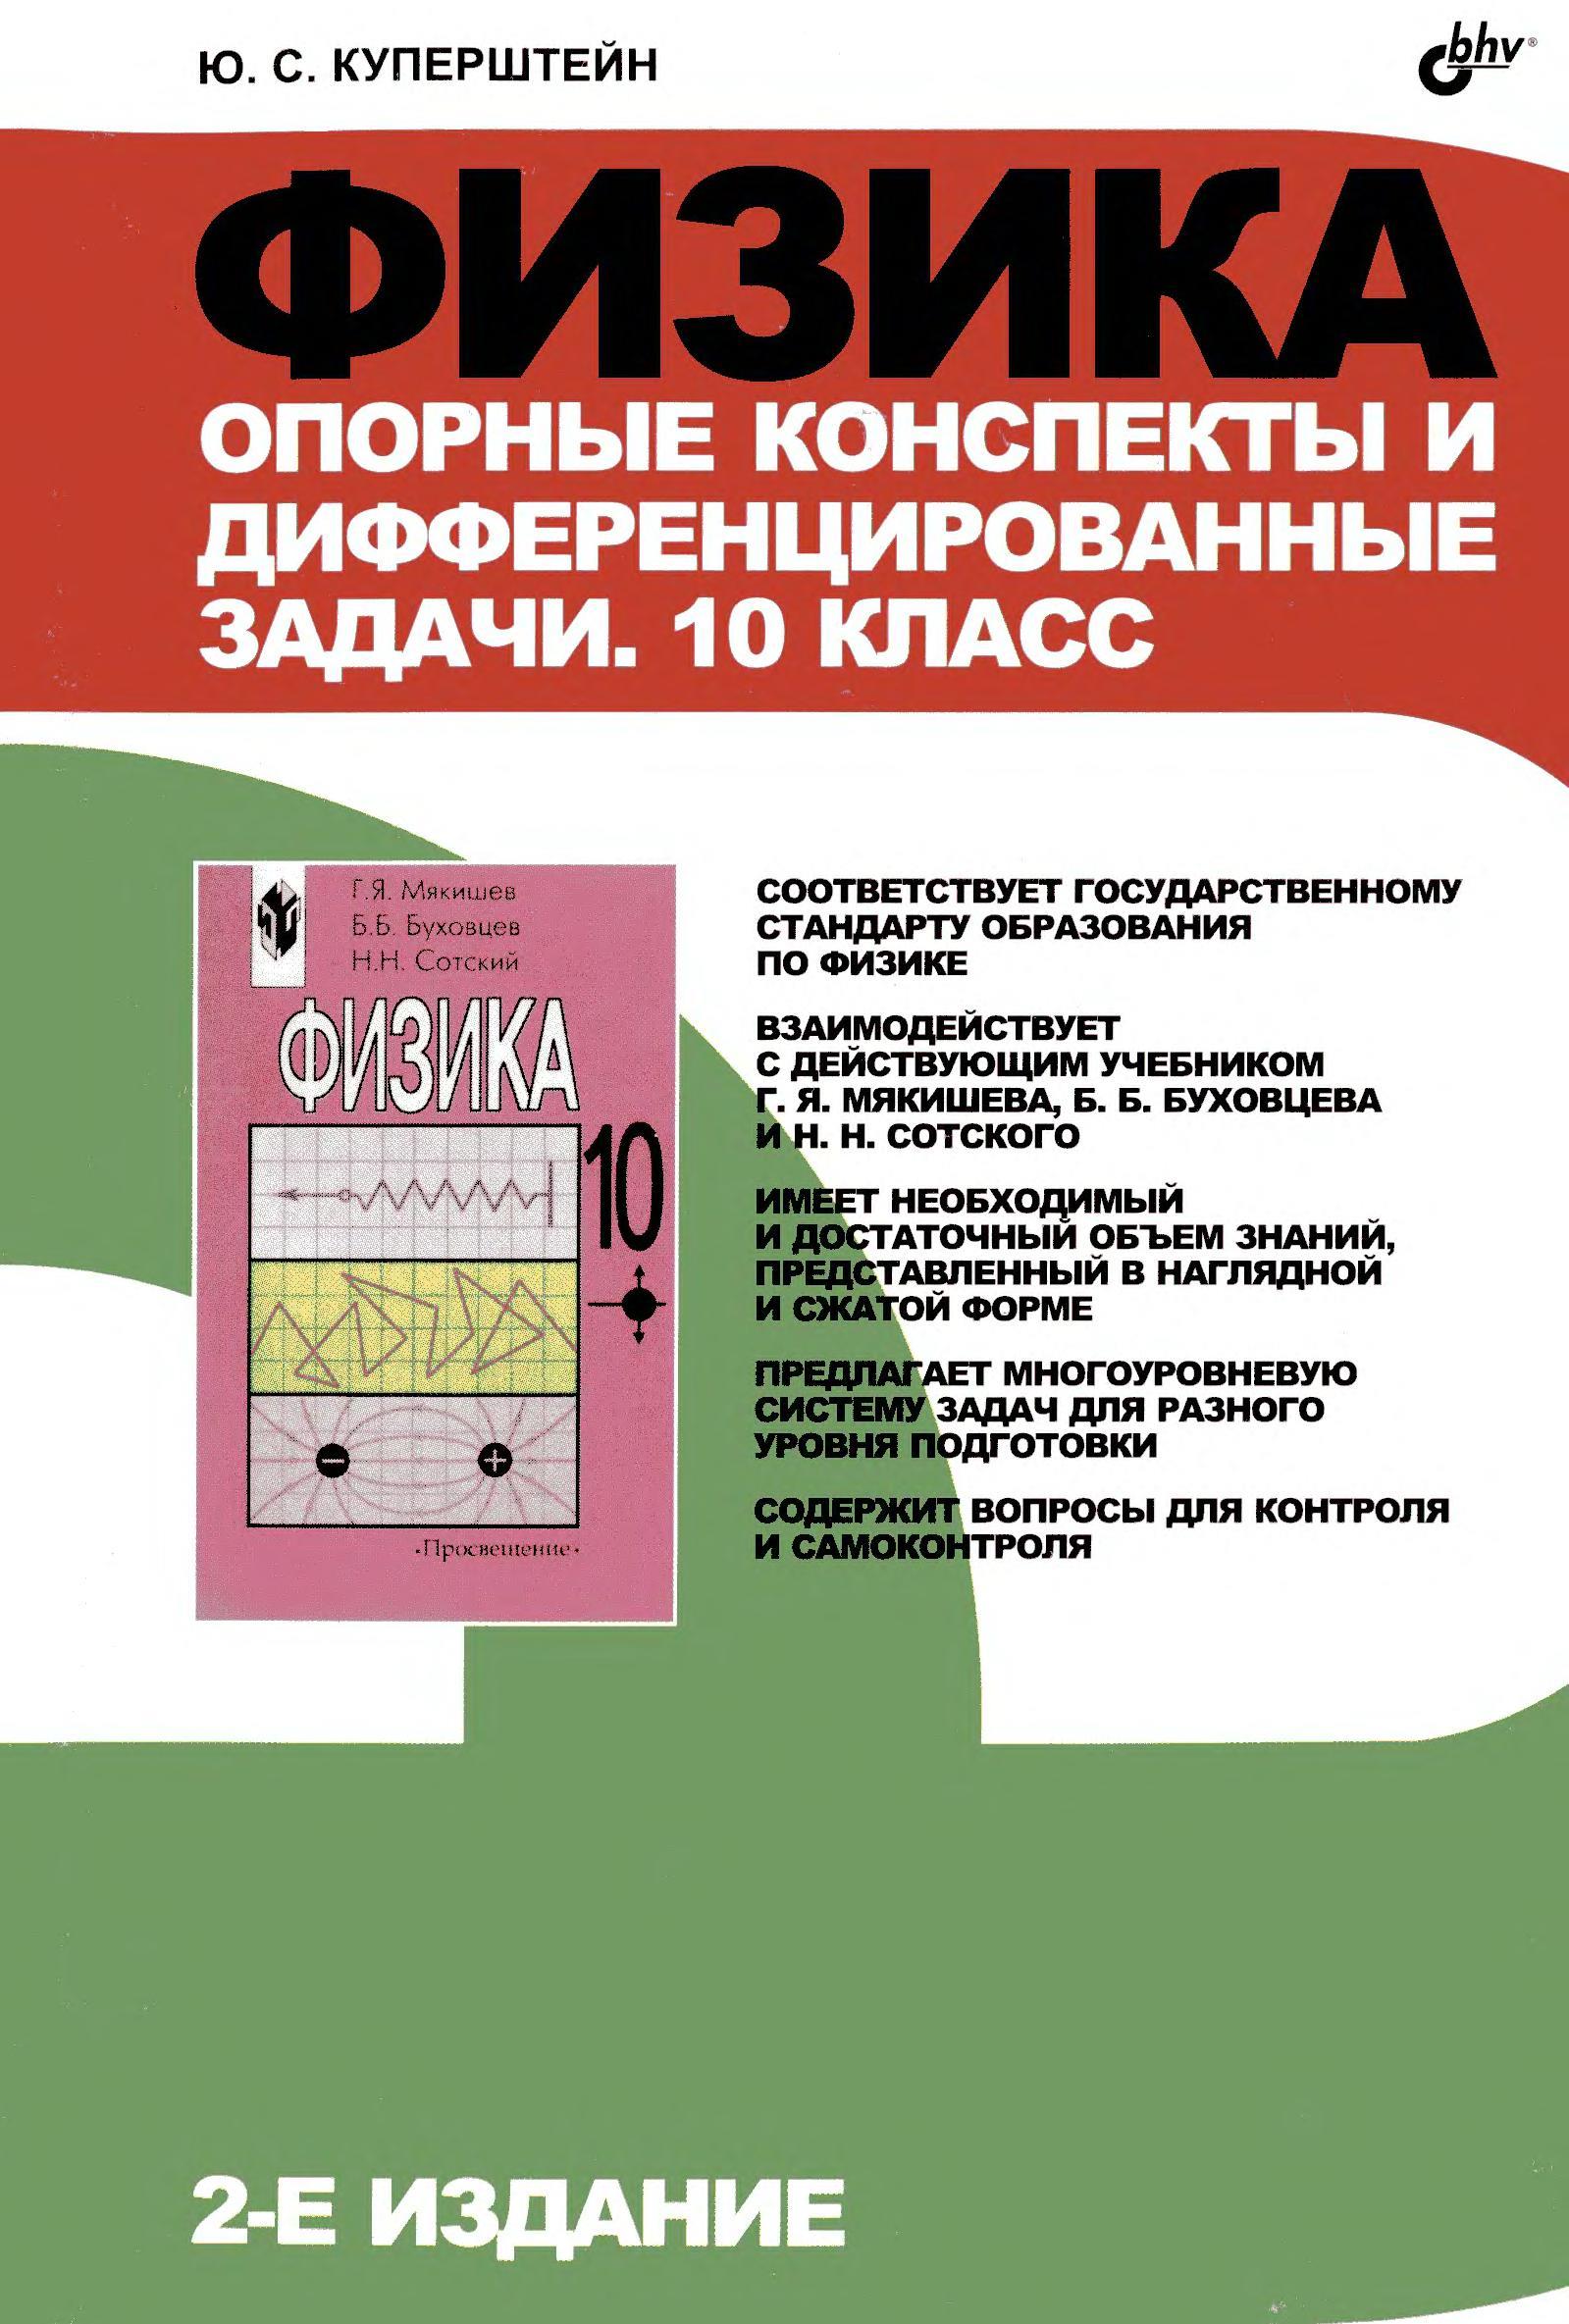 Ю. С. КУПЕРШТЕЙН
bhv®
ФИЗИКА
ОПОРНЫЕ КОНСПЕКТЫ И
ДИФФЕРЕНЦИРОВАННЫЕ
ЗАДАЧИ. 10 КЛАСС
Г.Я. Мякишев
Б.Б. Буховцев
Н.Н. Сотский
ФИЗИКА
10
«Просвещение»
СООТВЕТСТВУЕТ ГОСУДАРСТВЕННОМУ
СТАНДАРТУ ОБРАЗОВАНИЯ
ПО ФИЗИКЕ
ВЗАИМОДЕЙСТВУЕТ
С ДЕЙСТВУЮЩИМ УЧЕБНИКОМ
Г. Я. МЯКИШЕВА, Б. Б. БУХОВЦЕВА
И Н. Н. СОТСКОГО
ИМЕЕТ НЕОБХОДИМЫЙ
И ДОСТАТОЧНЫЙ ОБЪЕМ ЗНАНИЙ,
ПРЕДСТАВЛЕННЫЙ В НАГЛЯДНОЙ
И СЖАТОЙ ФОРМЕ
ПРЕДЛАГАЕТ МНОГОУРОВНЕВУЮ
СИСТЕМУ ЗАДАЧ ДЛЯ РАЗНОГО
УРОВНЯ ПОДГОТОВКИ
СОДЕРЖИТ ВОПРОСЫ ДЛЯ КОНТРОЛЯ
И САМОКОНТРОЛЯ
2-Е ИЗДАНИЕ